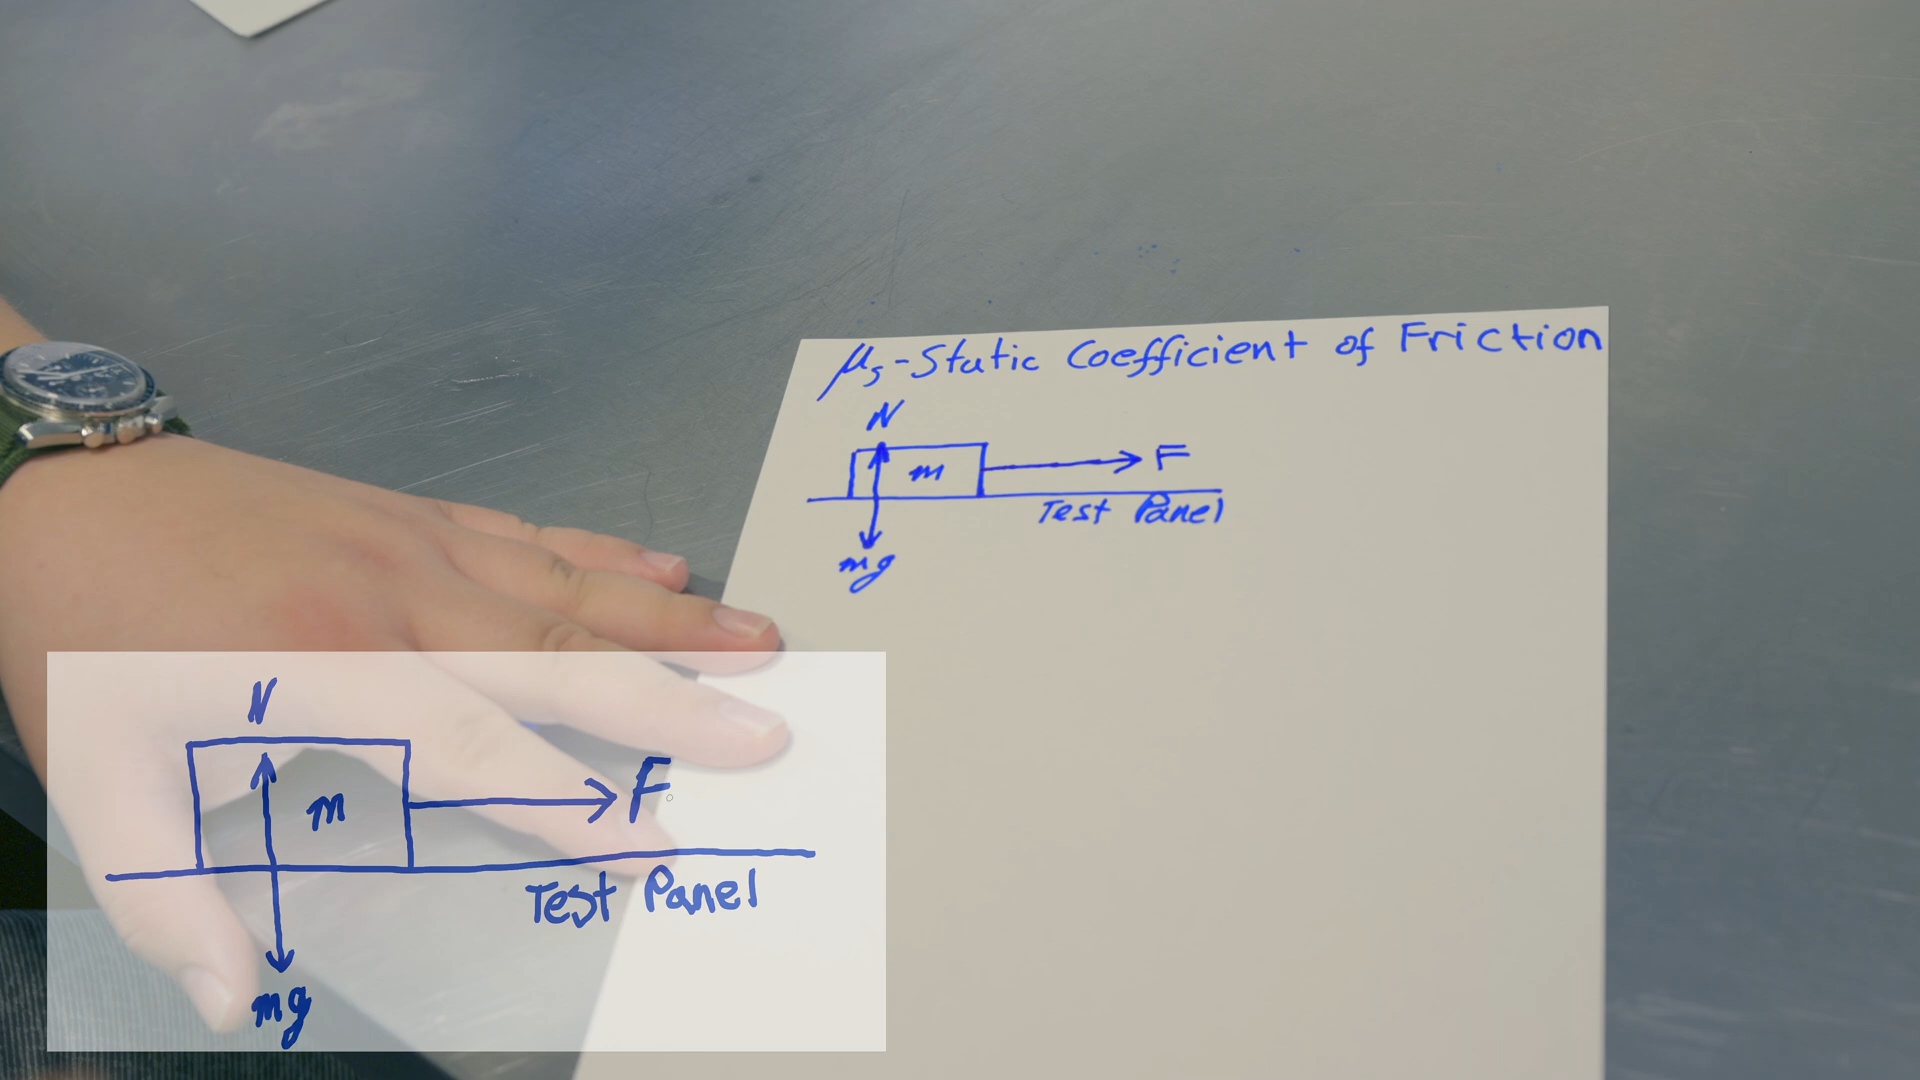 μs-Static Coefficient of Friction
N
m
F
Test Panel
mg
N
m
F
Test Panel
mg